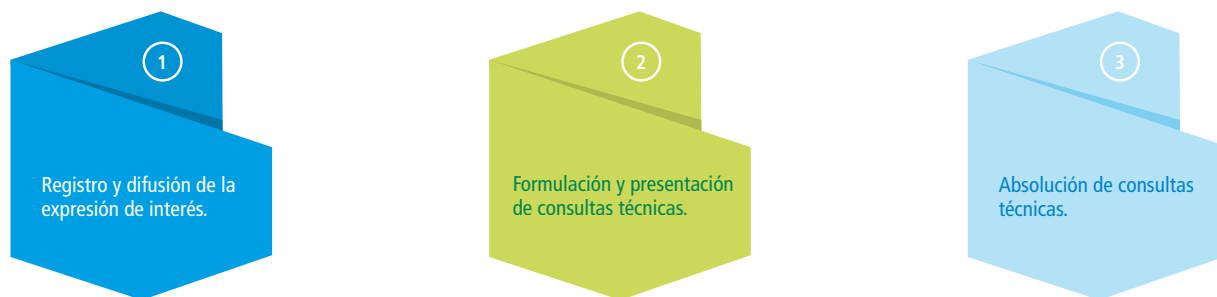 1
Registro y difusión de la
expresión de interés.
2
Formulación y presentación
de consultas técnicas.
3
Absolución de consultas
técnicas.